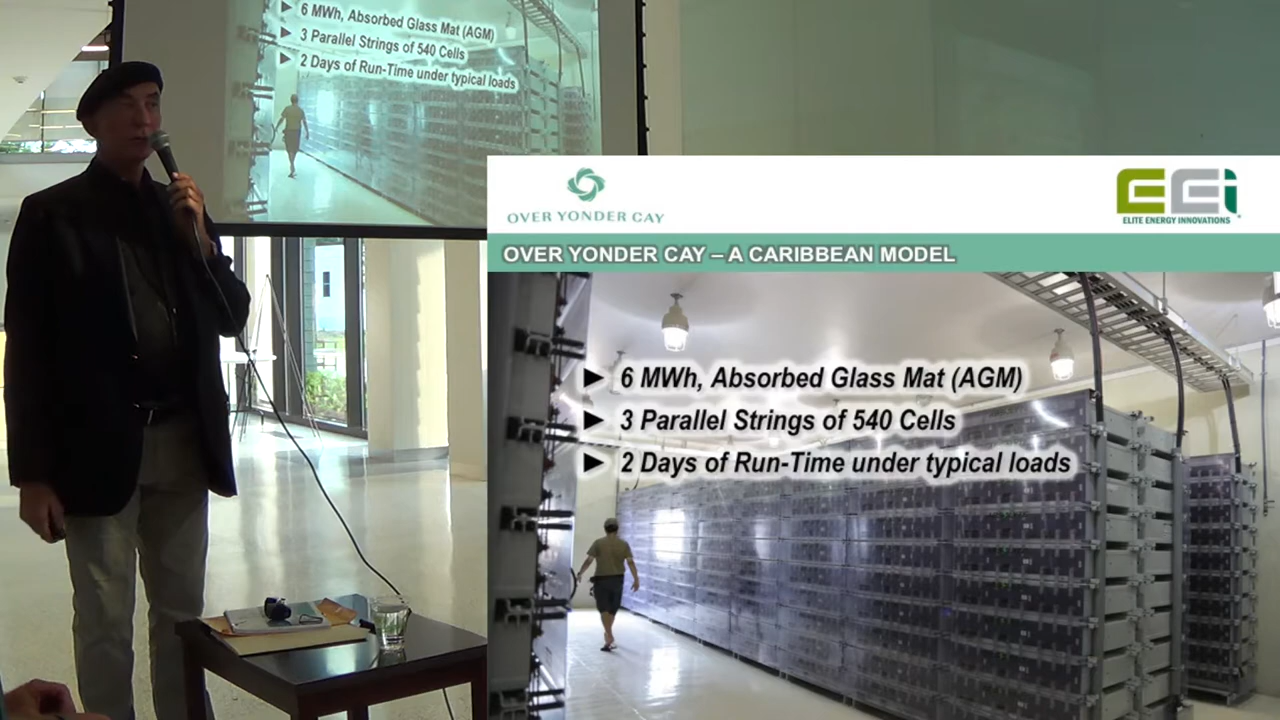 ► 6 MWh, Absorbed Glass Mat (AGM)
► 3 Parallel Strings of 540 Cells
► 2 Days of Run-Time under typical loads
OVER YONDER CAY
EEi
ELITE ENERGY INNOVATIONS
OVER YONDER CAY – A CARIBBEAN MODEL
► 6 MWh, Absorbed Glass Mat (AGM)
► 3 Parallel Strings of 540 Cells
► 2 Days of Run-Time under typical loads